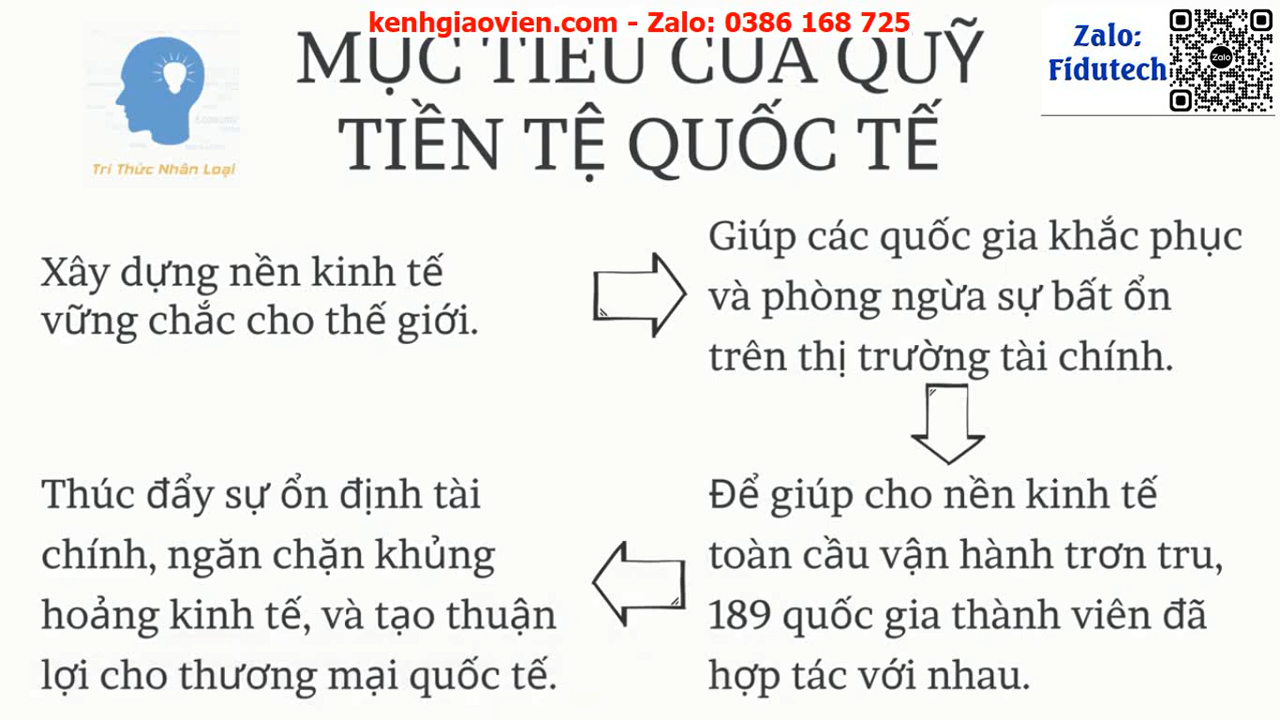 kenhgiaovien.com - Zalo: 0386 168 725
MỤC TIÊU CỦA QUỸ
TIỀN TỆ QUỐC TẾ
Trí Thức Nhân Loại
Zalo:
Fidutech
Zalo
Xây dựng nền kinh tế
vững chắc cho thế giới.
Giúp các quốc gia khắc phục
và phòng ngừa sự bất ổn
trên thị trường tài chính.
Để giúp cho nền kinh tế
toàn cầu vận hành trơn tru,
189 quốc gia thành viên đã
hợp tác với nhau.
Thúc đẩy sự ổn định tài
chính, ngăn chặn khủng
hoảng kinh tế, và tạo thuận
lợi cho thương mại quốc tế.